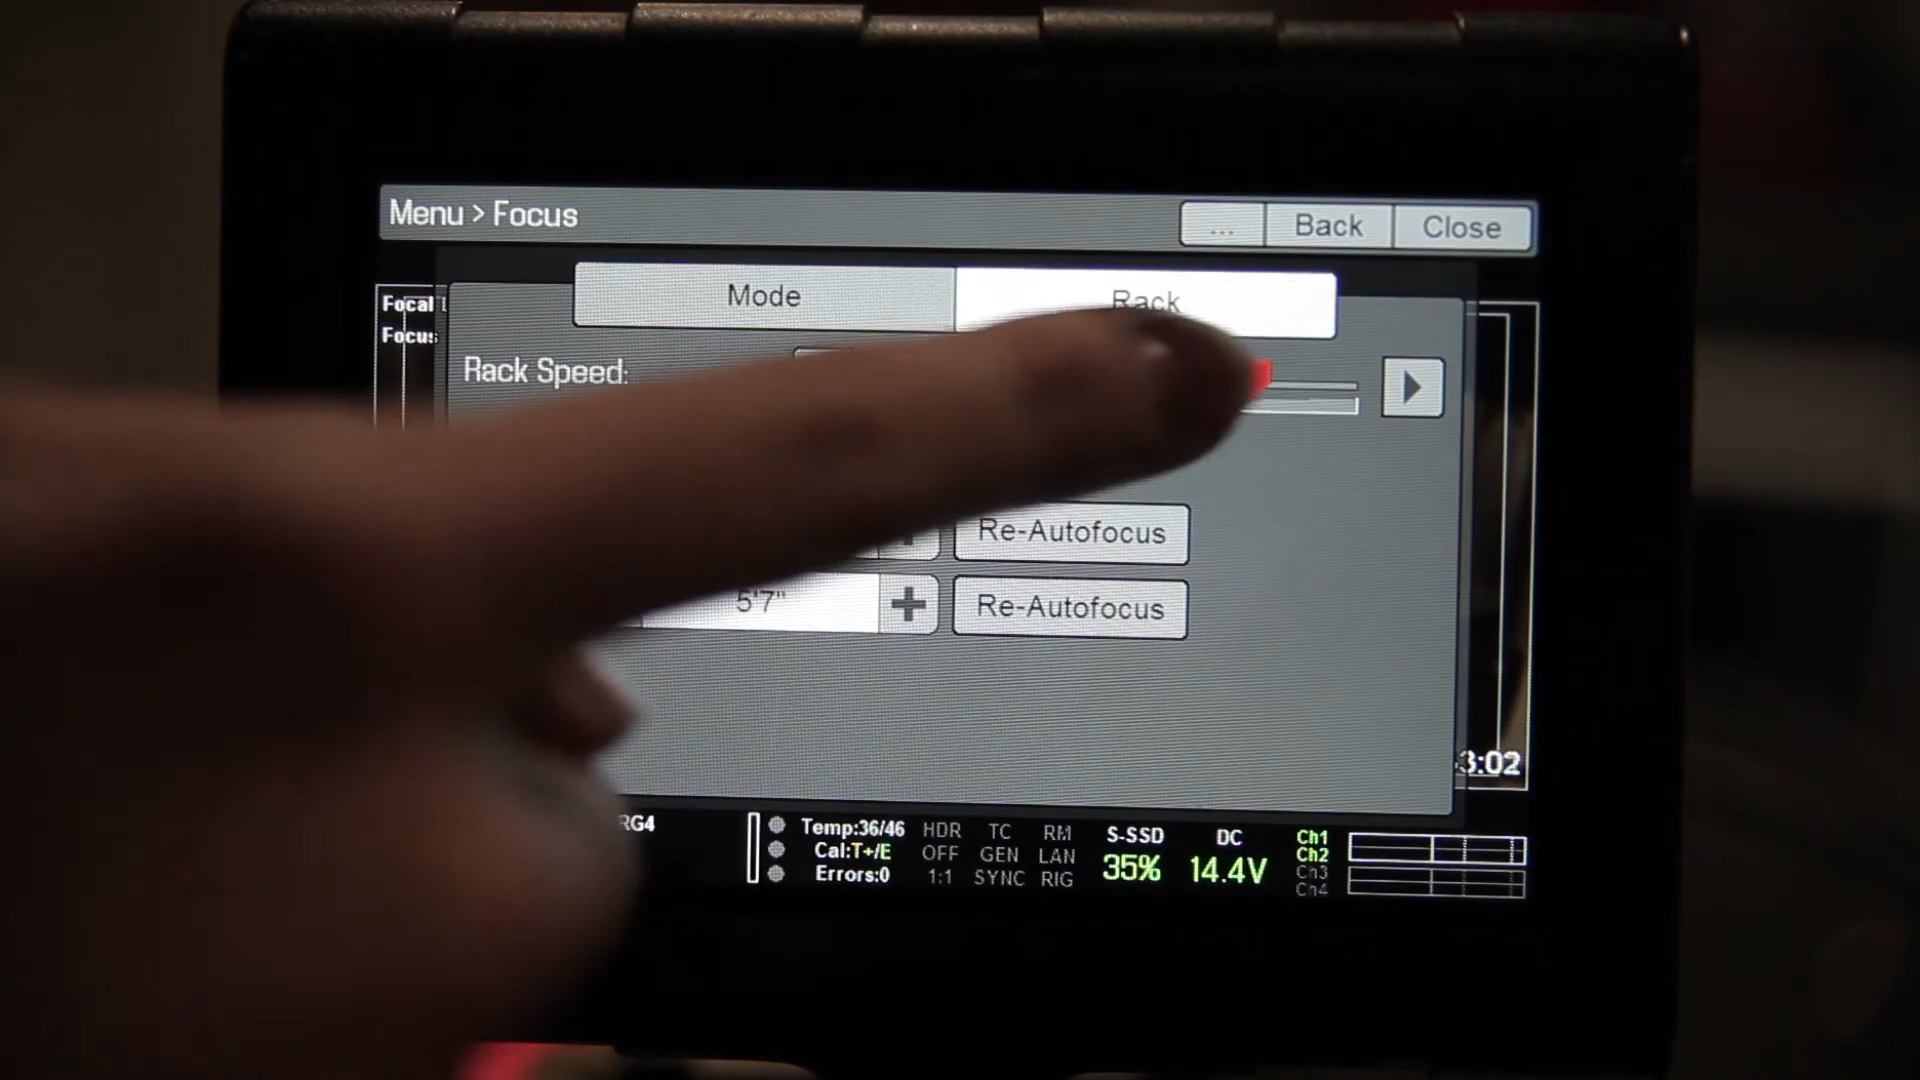 Menu > Focus
... Back Close
Mode Rack
Focal
Focus
Rack Speed:
Re-Autofocus
5'7" + Re-Autofocus
3:02
RG4
Temp:36/46 HDR TC RM S-SSD DC Ch1
Cal:T+/E OFF GEN LAN 35% 14.4V Ch2
Errors:0 1:1 SYNC RIG Ch3
Ch4